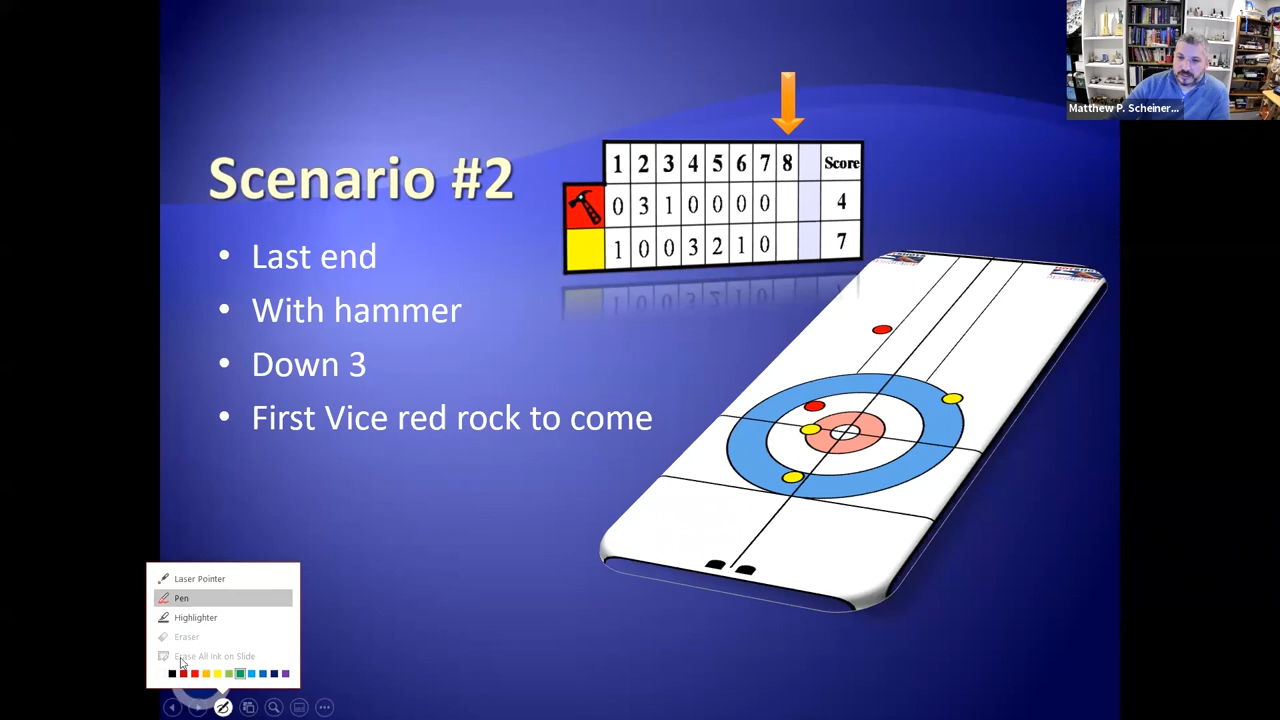 Matthew P. Scheiner...
Scenario #2
1 2 3 4 5 6 7 8 Score
0 3 1 0 0 0 0 4
1 0 0 3 2 1 0 7
• Last end
• With hammer
• Down 3
• First Vice red rock to come
Laser Pointer
Pen
Highlighter
Eraser
Erase All Ink on Slide